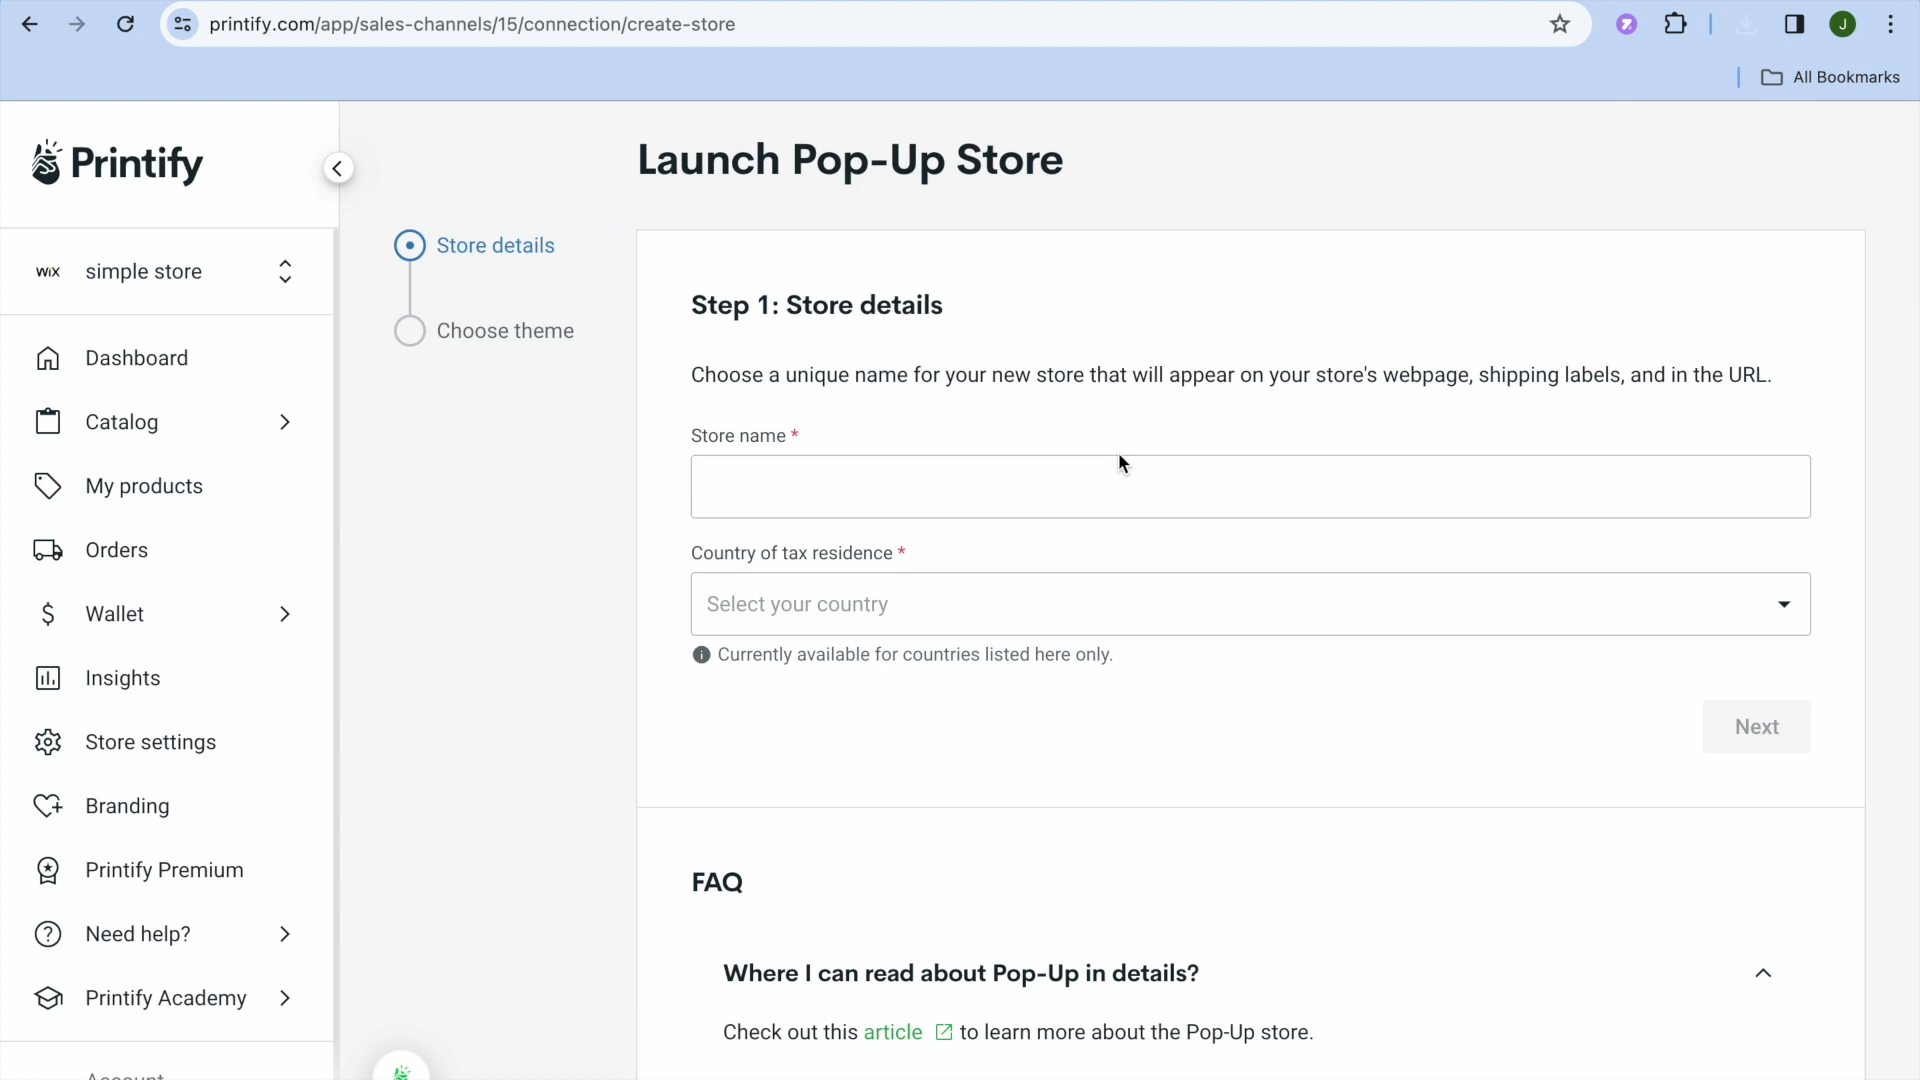 printify.com/app/sales-channels/15/connection/create-store
J
All Bookmarks
Printify
WIX simple store
Dashboard
Catalog
My products
Orders
Wallet
Insights
Store settings
Branding
Printify Premium
Need help?
Printify Academy
Account
Launch Pop-Up Store
Store details
Choose theme
Step 1: Store details
Choose a unique name for your new store that will appear on your store's webpage, shipping labels, and in the URL.
Store name *
Country of tax residence *
Select your country
Currently available for countries listed here only.
Next
FAQ
Where I can read about Pop-Up in details?
Check out this article to learn more about the Pop-Up store.